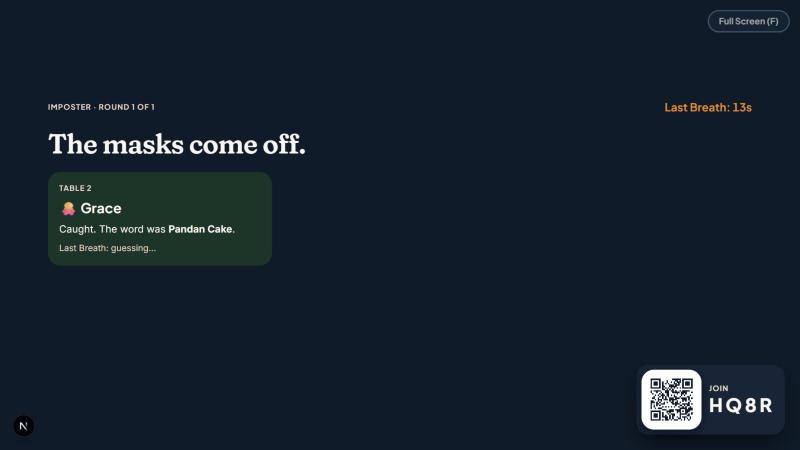 Full Screen (F)
IMPOSTER · ROUND 1 OF 1
Last Breath: 13s
The masks come off.
TABLE 2
Grace
Caught. The word was Pandan Cake.
Last Breath: guessing...
JOIN
HQ8R
N